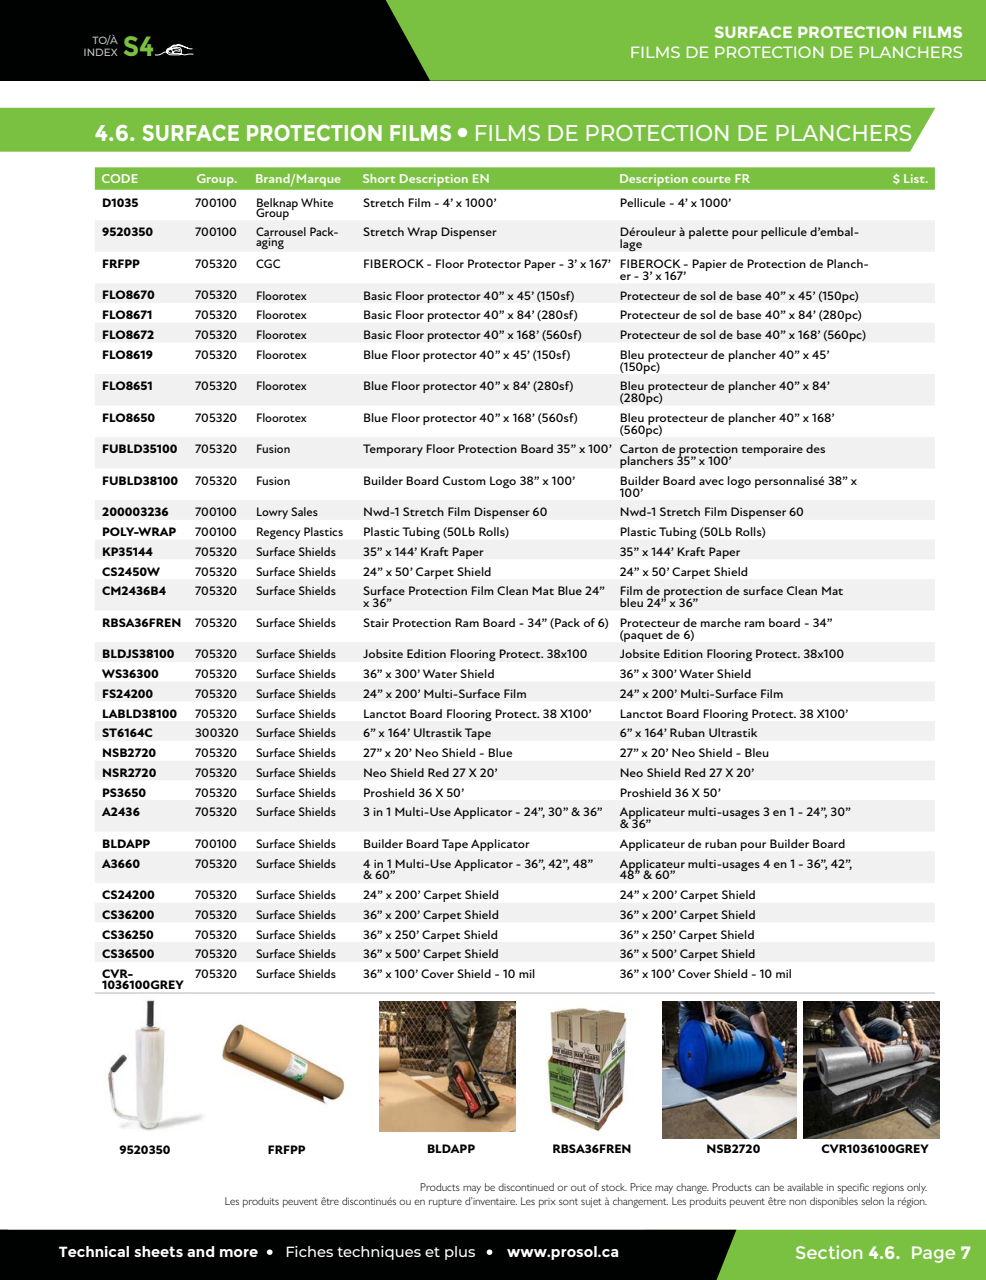 TO/À
INDEX S4
SURFACE PROTECTION FILMS
FILMS DE PROTECTION DE PLANCHERS
4.6. SURFACE PROTECTION FILMS • FILMS DE PROTECTION DE PLANCHERS
CODE Group. Brand/Marque Short Description EN Description courte FR $ List.
D1035 700100 Belknap White Group Stretch Film - 4’ x 1000’ Pellicule - 4’ x 1000’
9520350 700100 Carrousel Pack-
aging Stretch Wrap Dispenser Dérouleur à palette pour pellicule d’embal-
lage
FRFPP 705320 CGC FIBEROCK - Floor Protector Paper - 3’ x 167’ FIBEROCK - Papier de Protection de Planch-
er - 3’ x 167’
FLO8670 705320 Floorotex Basic Floor protector 40” x 45’ (150sf) Protecteur de sol de base 40” x 45’ (150pc)
FLO8671 705320 Floorotex Basic Floor protector 40” x 84’ (280sf) Protecteur de sol de base 40” x 84’ (280pc)
FLO8672 705320 Floorotex Basic Floor protector 40” x 168’ (560sf) Protecteur de sol de base 40” x 168’ (560pc)
FLO8619 705320 Floorotex Blue Floor protector 40” x 45’ (150sf) Bleu protecteur de plancher 40” x 45’
(150pc)
FLO8651 705320 Floorotex Blue Floor protector 40” x 84’ (280sf) Bleu protecteur de plancher 40” x 84’
(280pc)
FLO8650 705320 Floorotex Blue Floor protector 40” x 168’ (560sf) Bleu protecteur de plancher 40” x 168’
(560pc)
FUBLD35100 705320 Fusion Temporary Floor Protection Board 35” x 100’ Carton de protection temporaire des
planchers 35” x 100’
FUBLD38100 705320 Fusion Builder Board Custom Logo 38” x 100’ Builder Board avec logo personnalisé 38” x
100’
200003236 700100 Lowry Sales Nwd-1 Stretch Film Dispenser 60 Nwd-1 Stretch Film Dispenser 60
POLY-WRAP 700100 Regency Plastics Plastic Tubing (50Lb Rolls) Plastic Tubing (50Lb Rolls)
KP35144 705320 Surface Shields 35” x 144’ Kraft Paper 35” x 144’ Kraft Paper
CS2450W 705320 Surface Shields 24” x 50’ Carpet Shield 24” x 50’ Carpet Shield
CM2436B4 705320 Surface Shields Surface Protection Film Clean Mat Blue 24”
x 36” Film de protection de surface Clean Mat
bleu 24” x 36”
RBSA36FREN 705320 Surface Shields Stair Protection Ram Board - 34” (Pack of 6) Protecteur de marche ram board - 34”
(paquet de 6)
BLDJS38100 705320 Surface Shields Jobsite Edition Flooring Protect. 38x100 Jobsite Edition Flooring Protect. 38x100
WS36300 705320 Surface Shields 36” x 300’ Water Shield 36” x 300’ Water Shield
FS24200 705320 Surface Shields 24” x 200’ Multi-Surface Film 24” x 200’ Multi-Surface Film
LABLD38100 705320 Surface Shields Lanctot Board Flooring Protect. 38 X100’ Lanctot Board Flooring Protect. 38 X100’
ST6164C 300320 Surface Shields 6” x 164’ Ultrastik Tape 6” x 164’ Ruban Ultrastik
NSB2720 705320 Surface Shields 27” x 20’ Neo Shield - Blue 27” x 20’ Neo Shield - Bleu
NSR2720 705320 Surface Shields Neo Shield Red 27 X 20’ Neo Shield Red 27 X 20’
PS3650 705320 Surface Shields Proshield 36 X 50’ Proshield 36 X 50’
A2436 705320 Surface Shields 3 in 1 Multi-Use Applicator - 24”, 30” & 36” Applicateur multi-usages 3 en 1 - 24”, 30”
& 36”
BLDAPP 700100 Surface Shields Builder Board Tape Applicator Applicateur de ruban pour Builder Board
A3660 705320 Surface Shields 4 in 1 Multi-Use Applicator - 36”, 42”, 48”
& 60” Applicateur multi-usages 4 en 1 - 36”, 42”,
48” & 60”
CS24200 705320 Surface Shields 24” x 200’ Carpet Shield 24” x 200’ Carpet Shield
CS36200 705320 Surface Shields 36” x 200’ Carpet Shield 36” x 200’ Carpet Shield
CS36250 705320 Surface Shields 36” x 250’ Carpet Shield 36” x 250’ Carpet Shield
CS36500 705320 Surface Shields 36” x 500’ Carpet Shield 36” x 500’ Carpet Shield
CVR-
1036100GREY 705320 Surface Shields 36” x 100’ Cover Shield - 10 mil 36” x 100’ Cover Shield - 10 mil
RAM BOARD
9520350 FRFPP BLDAPP RBSA36FREN NSB2720 CVR1036100GREY
Products may be discontinued or out of stock. Price may change. Products can be available in specific regions only.
Les produits peuvent être discontinués ou en rupture d’inventaire. Les prix sont sujet à changement. Les produits peuvent être non disponibles selon la région.
Technical sheets and more • Fiches techniques et plus • www.prosol.ca
Section 4.6. Page 7